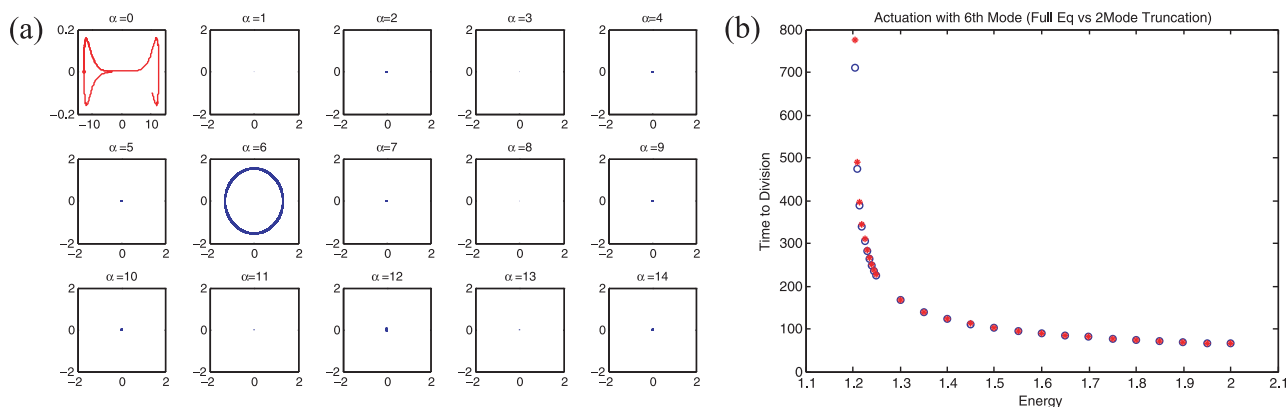 (a)
α=0 α=1 α=2 α=3 α=4
0.2 2 2 2 2
0 0 0 0 0
−0.2 −2 −2 −2 −2
−10 0 10 −2 0 2 −2 0 2 −2 0 2 −2 0 2
α=5 α=6 α=7 α=8 α=9
2 2 2 2 2
0 0 0 0 0
−2 −2 −2 −2 −2
−2 0 2 −2 0 2 −2 0 2 −2 0 2 −2 0 2
α=10 α=11 α=12 α=13 α=14
2 2 2 2 2
0 0 0 0 0
−2 −2 −2 −2 −2
−2 0 2 −2 0 2 −2 0 2 −2 0 2 −2 0 2
(b)
Actuation with 6th Mode (Full Eq vs 2Mode Truncation)
Time to Division
800
700
600
500
400
300
200
100
0
1.1 1.2 1.3 1.4 1.5 1.6 1.7 1.8 1.9 2 2.1
Energy